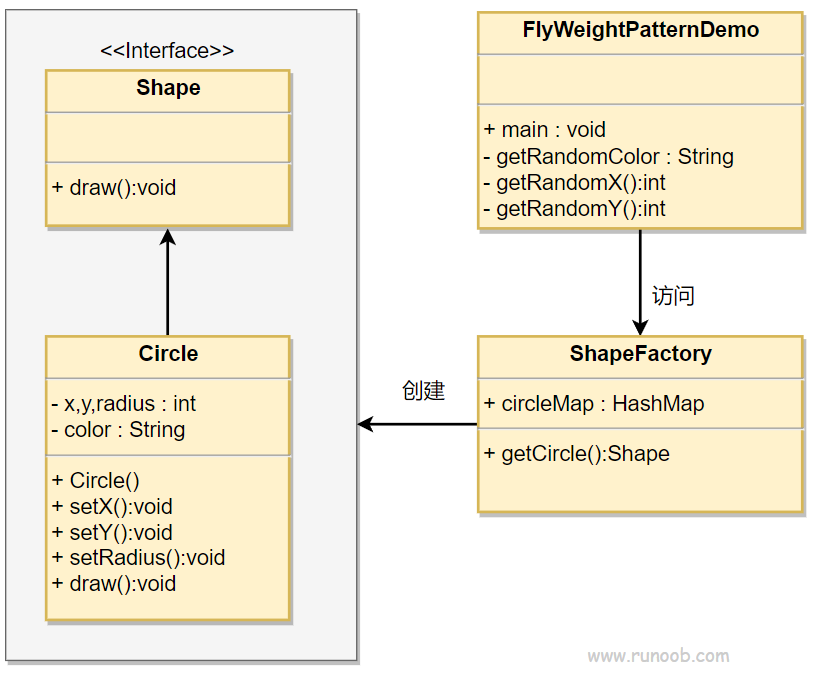 <<Interface>>
Shape
+ draw():void
Circle
- x,y,radius : int
- color : String
+ Circle()
+ setX():void
+ setY():void
+ setRadius():void
+ draw():void
FlyWeightPatternDemo
+ main : void
- getRandomColor : String
- getRandomX():int
- getRandomY():int
访问
ShapeFactory
+ circleMap : HashMap
+ getCircle():Shape
创建
www.runoob.com